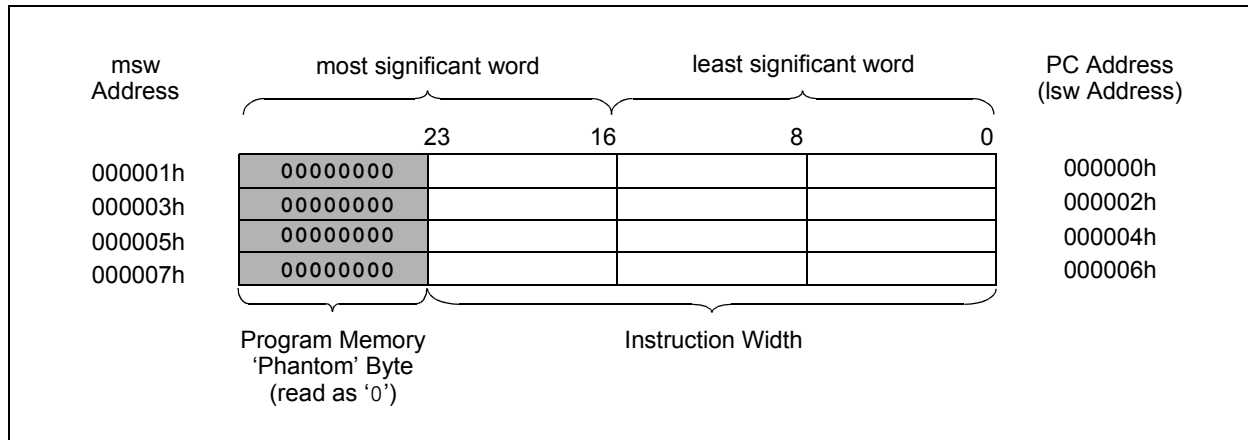 msw
Address
most significant word
least significant word
PC Address
(lsw Address)
23 16 8 0
000001h 00000000 000000h
000003h 00000000 000002h
000005h 00000000 000004h
000007h 00000000 000006h
Program Memory
‘Phantom’ Byte
(read as ‘0’)
Instruction Width